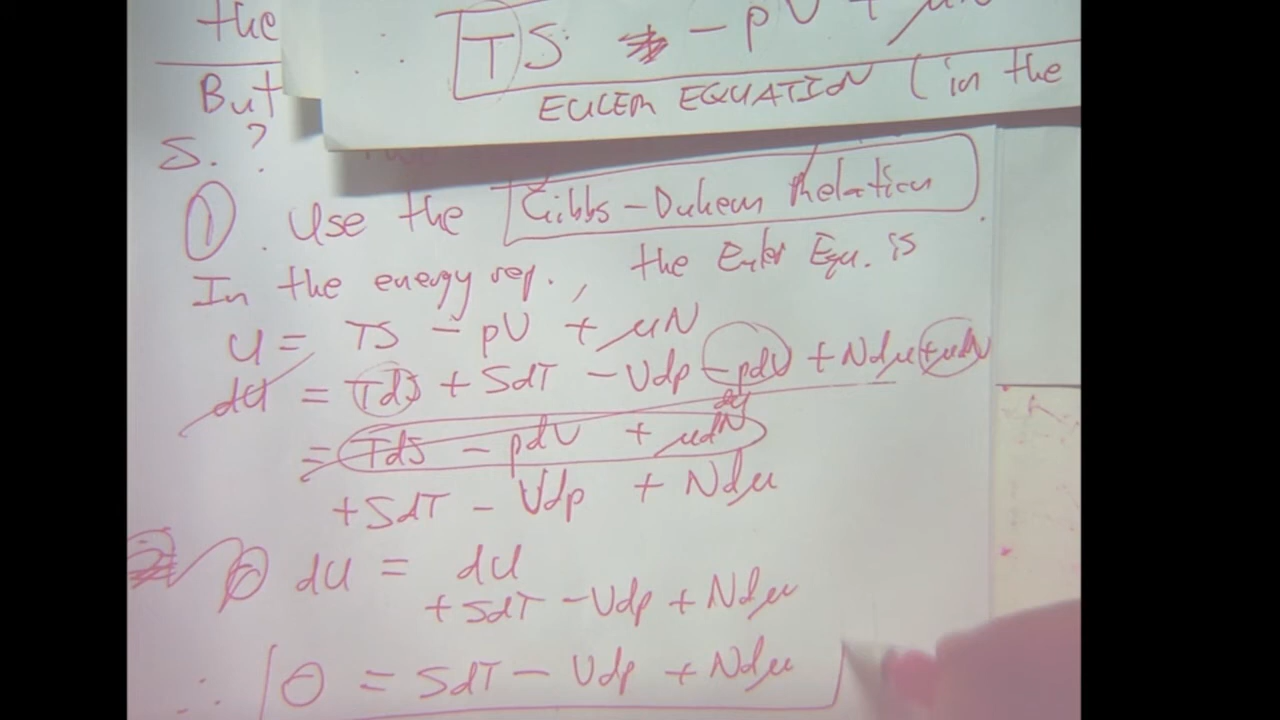 the
But
S. ?
TS - pV + μN
EULER EQUATION (in the
① . Use the Gibbs-Duhem Relation.
In the energy rep., the Euler Equ. is
U = TS - pV + μN
dU = TdS + SdT - Vdp - pdV + Ndμ + μdN
= TdS - pdV + μdN
+ SdT - Vdp + Ndμ
dU = dU
+ SdT - Vdp + Ndμ
∴ 0 = SdT - Vdp + Ndμ